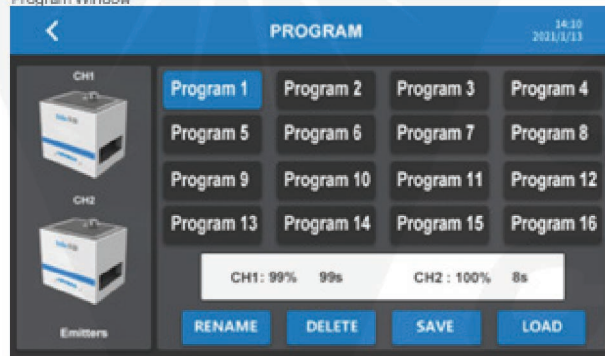 Program Window
PROGRAM
14:10
2021/1/13
CH1
CH2
Emitters
Program 1 Program 2 Program 3 Program 4
Program 5 Program 6 Program 7 Program 8
Program 9 Program 10 Program 11 Program 12
Program 13 Program 14 Program 15 Program 16
CH1: 99% 99s CH2 : 100% 8s
RENAME DELETE SAVE LOAD